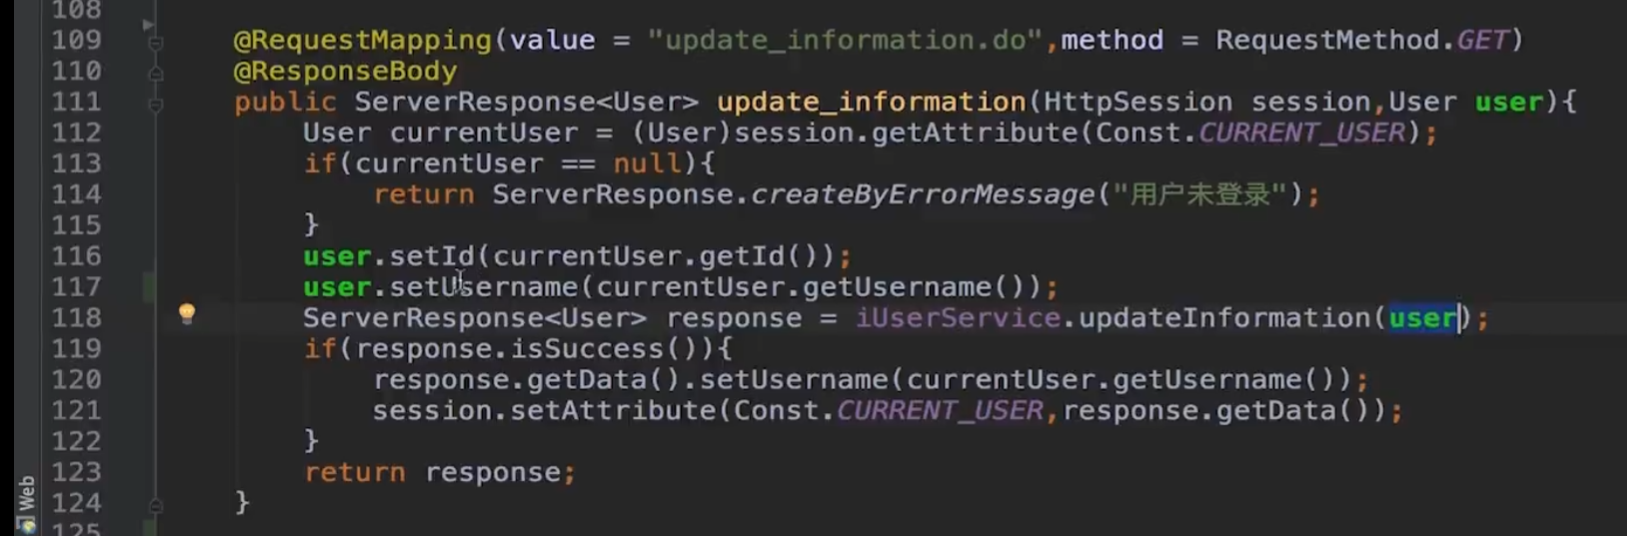 108
109 @RequestMapping(value = "update_information.do",method = RequestMethod.GET)
110 @ResponseBody
111 public ServerResponse<User> update_information(HttpSession session,User user){
112 User currentUser = (User)session.getAttribute(Const.CURRENT_USER);
113 if(currentUser == null){
114 return ServerResponse.createByErrorMessage("用户未登录");
115 }
116 user.setId(currentUser.getId());
117 user.setUsername(currentUser.getUsername());
118 ServerResponse<User> response = iUserService.updateInformation(user);
119 if(response.isSuccess()){
120 response.getData().setUsername(currentUser.getUsername());
121 session.setAttribute(Const.CURRENT_USER,response.getData());
122 }
123 return response;
124 }
125
Web